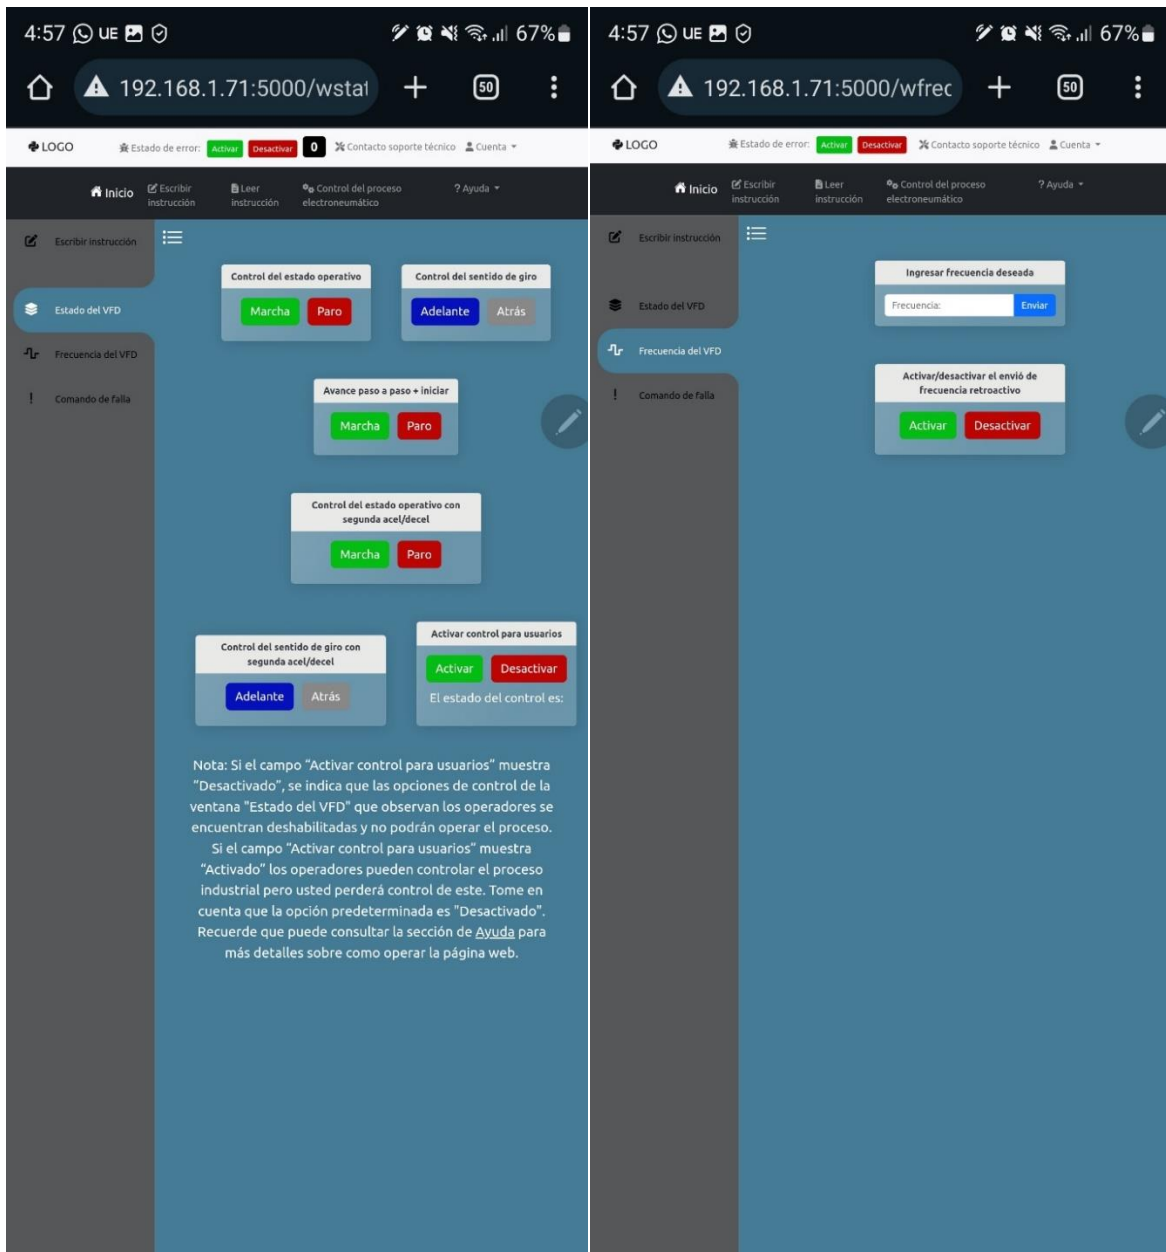 4:57 UE 67%
192.168.1.71:5000/wstat
50
LOGO Estado de error: Activar Desactivar 0 Contacto soporte técnico Cuenta
Inicio Escribir instrucción Leer instrucción Control del proceso electroneumático ? Ayuda
Escribir instrucción
Estado del VFD
Frecuencia del VFD
! Comando de falla
Control del estado operativo
Marcha Paro
Control del sentido de giro
Adelante Atrás
Avance paso a paso + iniciar
Marcha Paro
Control del estado operativo con
segunda acel/decel
Marcha Paro
Control del sentido de giro con
segunda acel/decel
Adelante Atrás
Activar control para usuarios
Activar Desactivar
El estado del control es:
Nota: Si el campo “Activar control para usuarios” muestra
“Desactivado”, se indica que las opciones de control de la
ventana "Estado del VFD" que observan los operadores se
encuentran deshabilitadas y no podrán operar el proceso.
Si el campo “Activar control para usuarios” muestra
“Activado” los operadores pueden controlar el proceso
industrial pero usted perderá control de este. Tome en
cuenta que la opción predeterminada es "Desactivado".
Recuerde que puede consultar la sección de Ayuda para
más detalles sobre como operar la página web.
4:57 UE 67%
192.168.1.71:5000/wfrec
50
LOGO Estado de error: Activar Desactivar Contacto soporte técnico Cuenta
Inicio Escribir instrucción Leer instrucción Control del proceso electroneumático ? Ayuda
Escribir instrucción
Estado del VFD
Frecuencia del VFD
! Comando de falla
Ingresar frecuencia deseada
Frecuencia: Enviar
Activar/desactivar el envió de
frecuencia retroactivo
Activar Desactivar